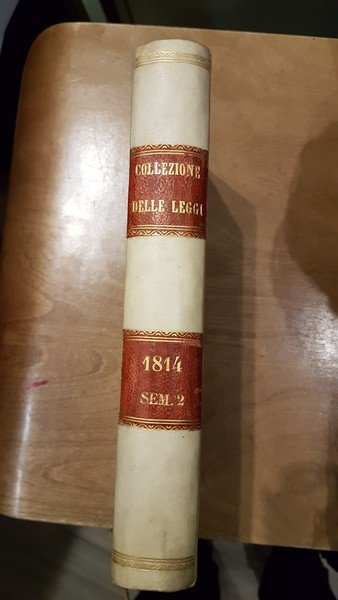 COLLEZIONE
DELLE LEGGI
1814
SEM. 2